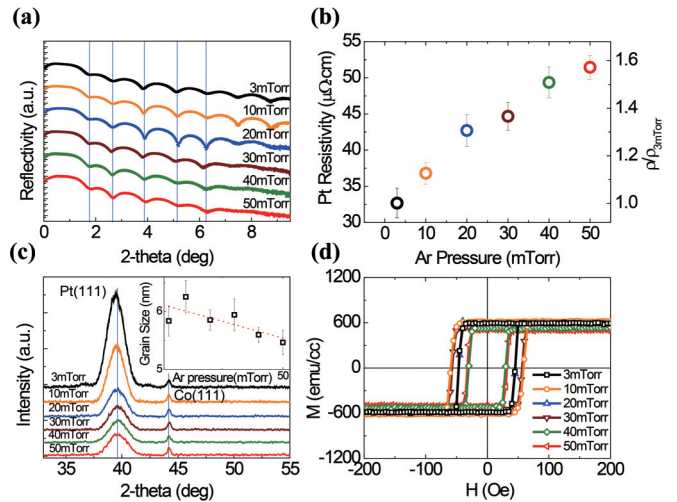 (a)
Reflectivity (a.u.)
3mTorr
10mTorr
20mTorr
30mTorr
40mTorr
50mTorr
0 2 4 6 8
2-theta (deg)
(b)
Pt Resistivity (μΩ·cm)
55
50
45
40
35
30
1.6
1.4
1.2
1.0
ρ/ρ3mTorr
0 10 20 30 40 50
Ar Pressure (mTorr)
(c)
Intensity (a.u.)
Pt(111)
Grain Size (nm)
7
6
5
50
Ar pressure(mTorr)
Co(111)
3mTorr
10mTorr
20mTorr
30mTorr
40mTorr
50mTorr
35 40 45 50 55
2-theta (deg)
(d)
M (emu/cc)
1200
600
0
-600
-1200
3mTorr
10mTorr
20mTorr
30mTorr
40mTorr
50mTorr
-200 -100 0 100 200
H (Oe)